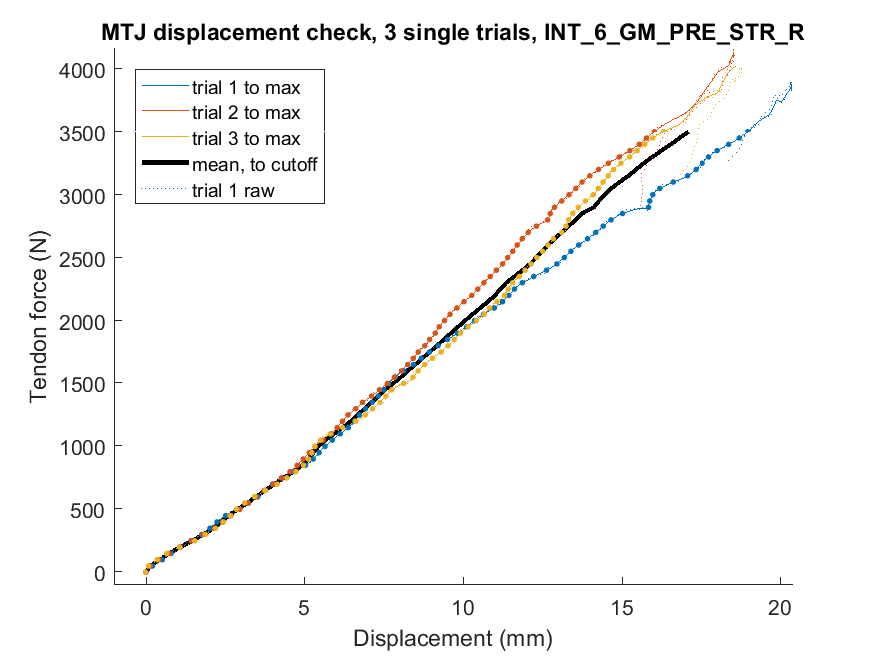 MTJ displacement check, 3 single trials, INT_6_GM_PRE_STR_R
4000
3500
3000
2500
2000
1500
1000
500
0
Tendon force (N)
trial 1 to max
trial 2 to max
trial 3 to max
mean, to cutoff
trial 1 raw
0 5 10 15 20
Displacement (mm)